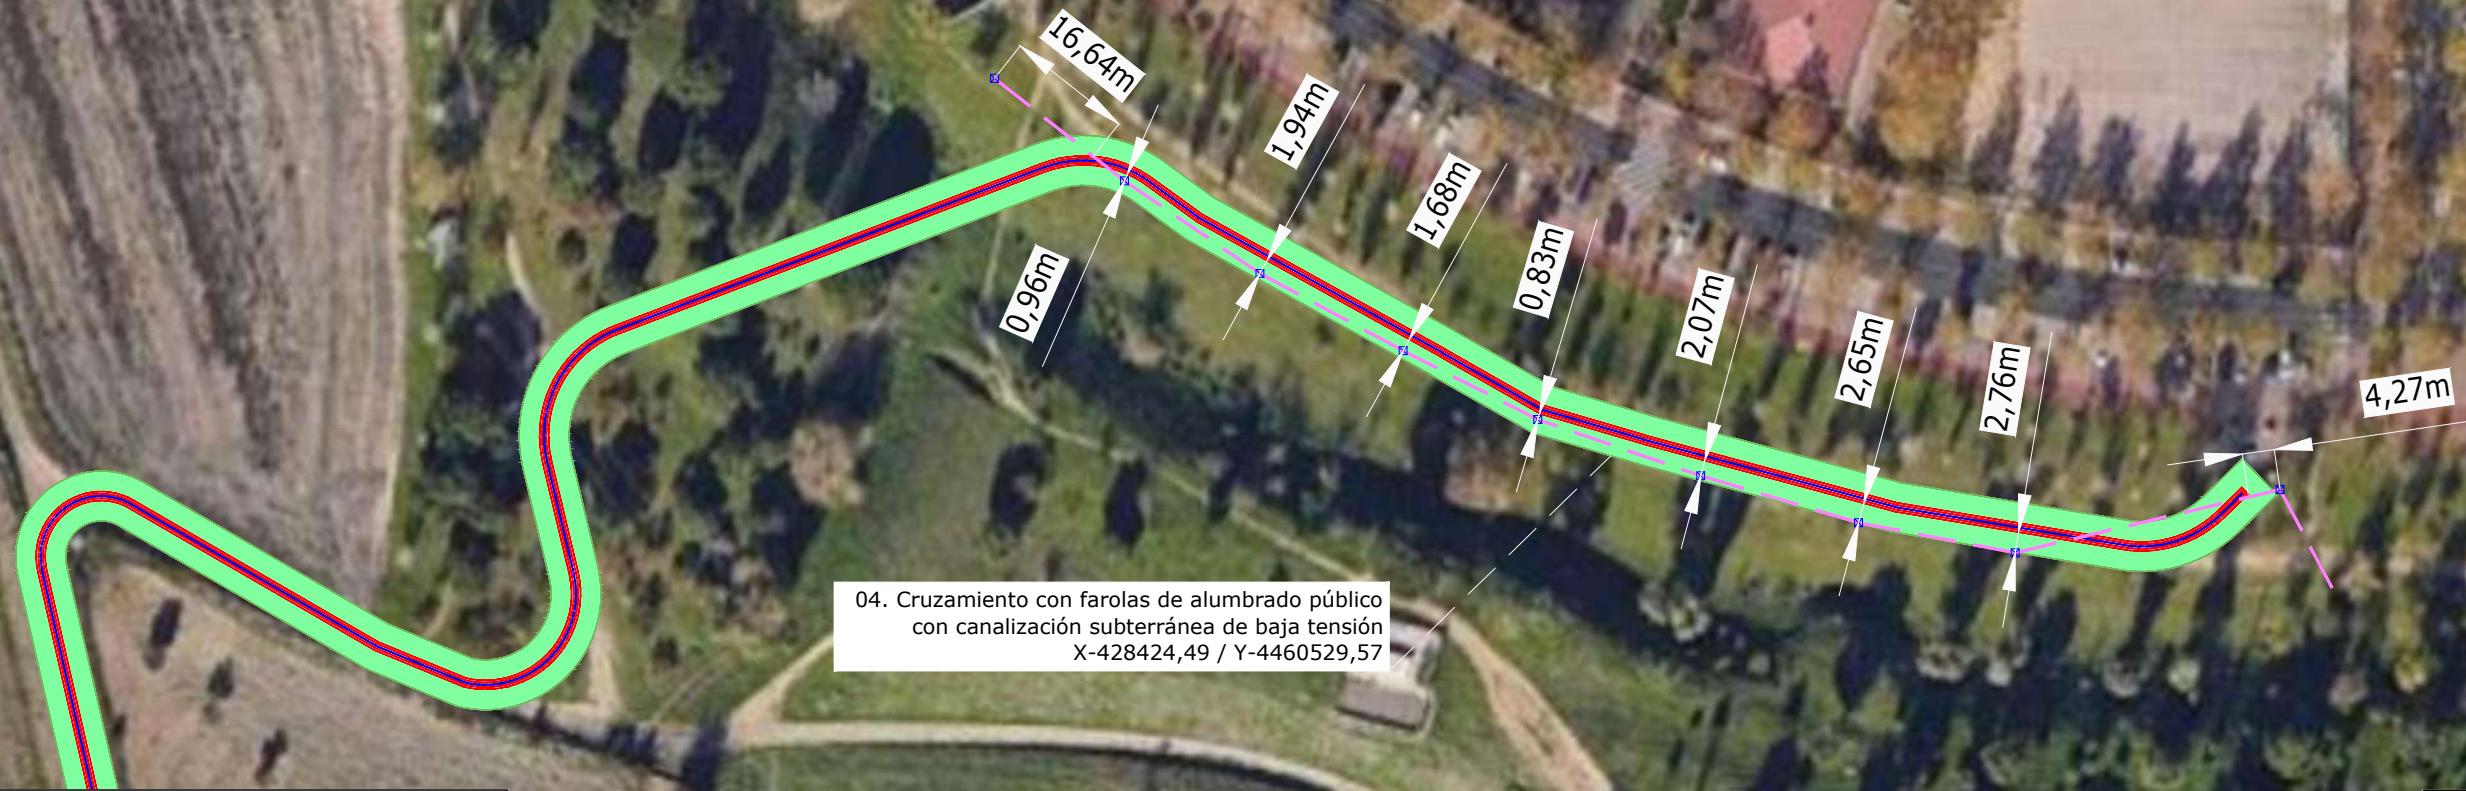 16,64m
1,94m
1,68m
0,83m
2,07m
2,65m
2,76m
4,27m
0,96m
04. Cruzamiento con farolas de alumbrado público
con canalización subterránea de baja tensión
X-428424,49 / Y-4460529,57